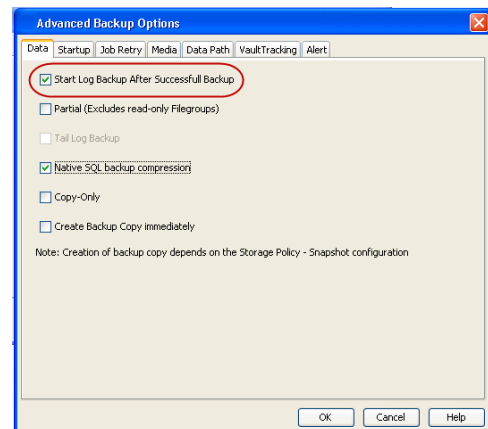 Advanced Backup Options
Data Startup Job Retry Media Data Path VaultTracking Alert
Start Log Backup After Successfull Backup
Partial (Excludes read-only Filegroups)
Tail Log Backup
Native SQL backup compression
Copy-Only
Create Backup Copy immediately
Note: Creation of backup copy depends on the Storage Policy - Snapshot configuration
OK Cancel Help